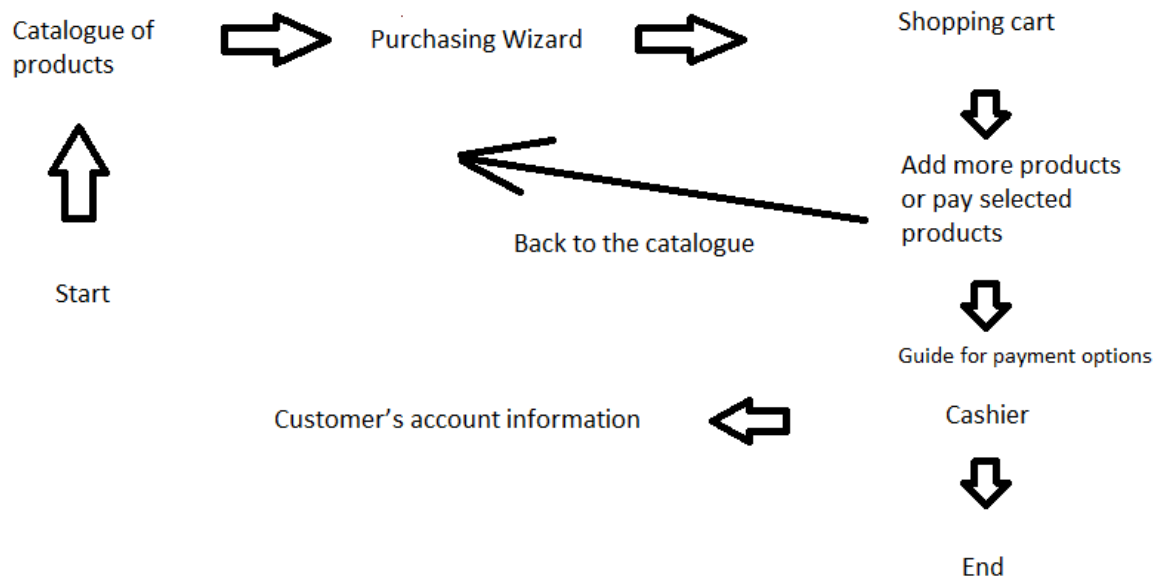 Catalogue of
products
Purchasing Wizard
Shopping cart
Add more products
or pay selected
products
Back to the catalogue
Start
Guide for payment options
Customer’s account information
Cashier
End